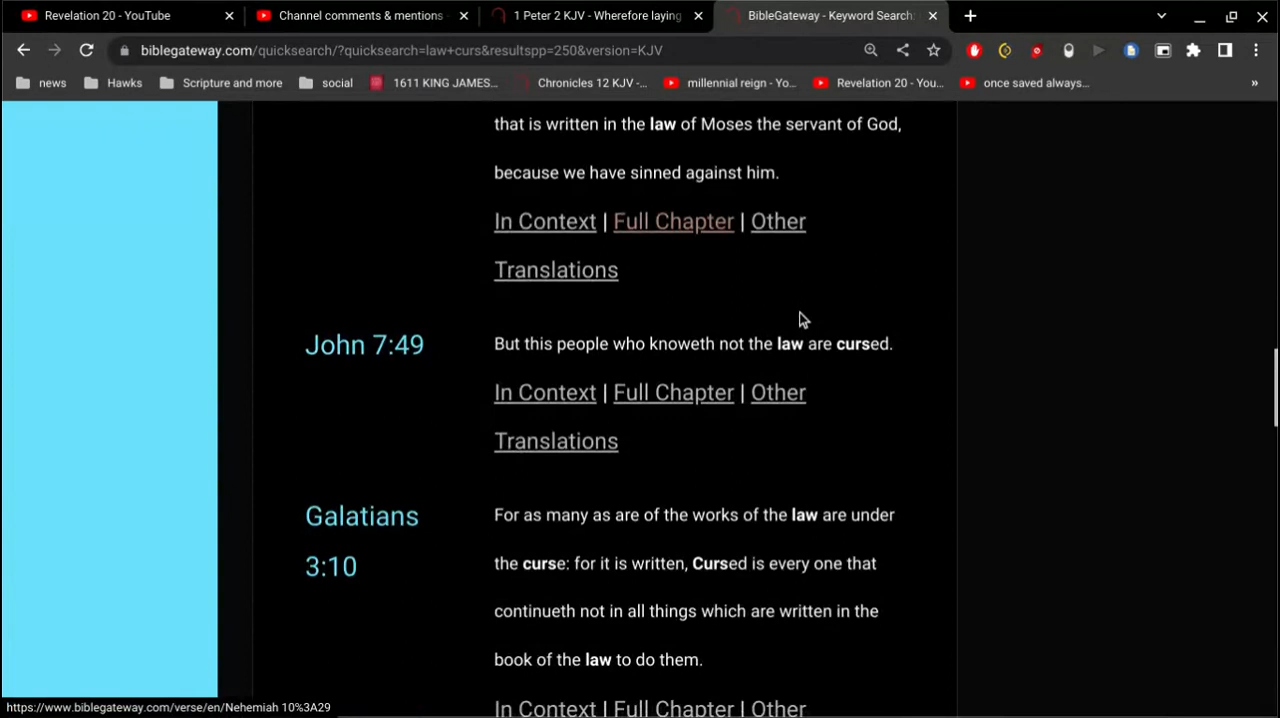 Revelation 20 - YouTube
Channel comments & mentions -
1 Peter 2 KJV - Wherefore laying
BibleGateway - Keyword Search:
biblegateway.com/quicksearch/?quicksearch=law+curs&resultspp=250&version=KJV
news
Hawks
Scripture and more
social
1611 KING JAMES...
Chronicles 12 KJV -...
millennial reign - Yo...
Revelation 20 - You...
once saved always...
»
that is written in the law of Moses the servant of God,
because we have sinned against him.
In Context | Full Chapter | Other
Translations
John 7:49
But this people who knoweth not the law are cursed.
In Context | Full Chapter | Other
Translations
Galatians
3:10
For as many as are of the works of the law are under
the curse: for it is written, Cursed is every one that
continueth not in all things which are written in the
book of the law to do them.
In Context | Full Chapter | Other
https://www.biblegateway.com/verse/en/Nehemiah 10%3A29